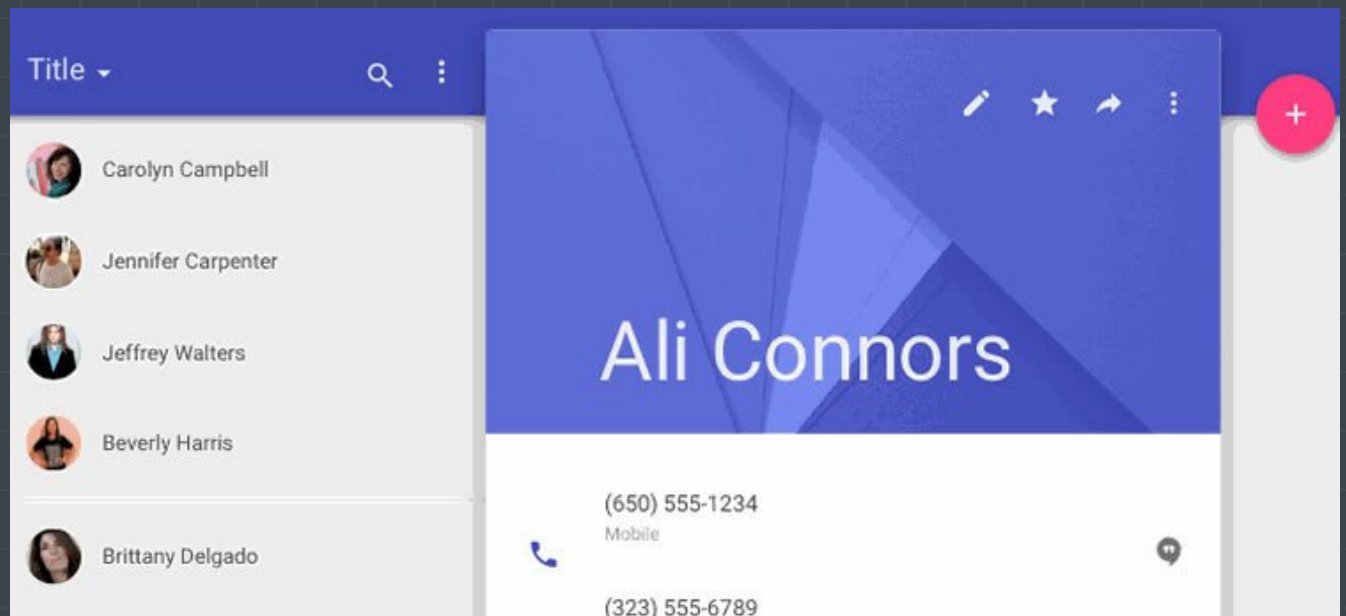 Title
Carolyn Campbell
Jennifer Carpenter
Jeffrey Walters
Beverly Harris
Brittany Delgado
Ali Connors
(650) 555-1234
Mobile
(323) 555-6789